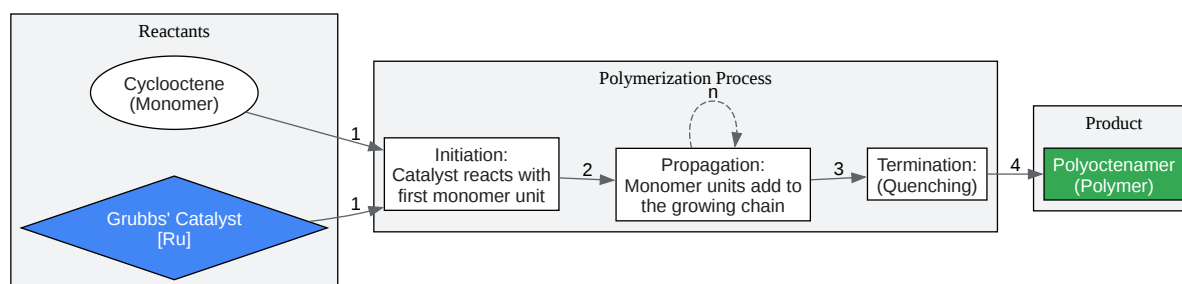 Reactants
Cyclooctene
(Monomer)
Grubbs' Catalyst
[Ru]
1
1
Polymerization Process
Initiation:
Catalyst reacts with
first monomer unit
2
n
Propagation:
Monomer units add to
the growing chain
3
Termination:
(Quenching)
4
Product
Polyoctenamer
(Polymer)